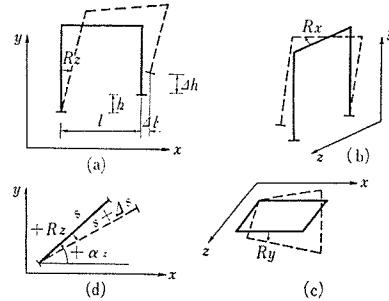 y
Rz
h
Δh
l
Δl
x
(a)
Rx
z
(b)
y
+Rz
s
s+Δs
+αz
x
(d)
x
z
Ry
(c)